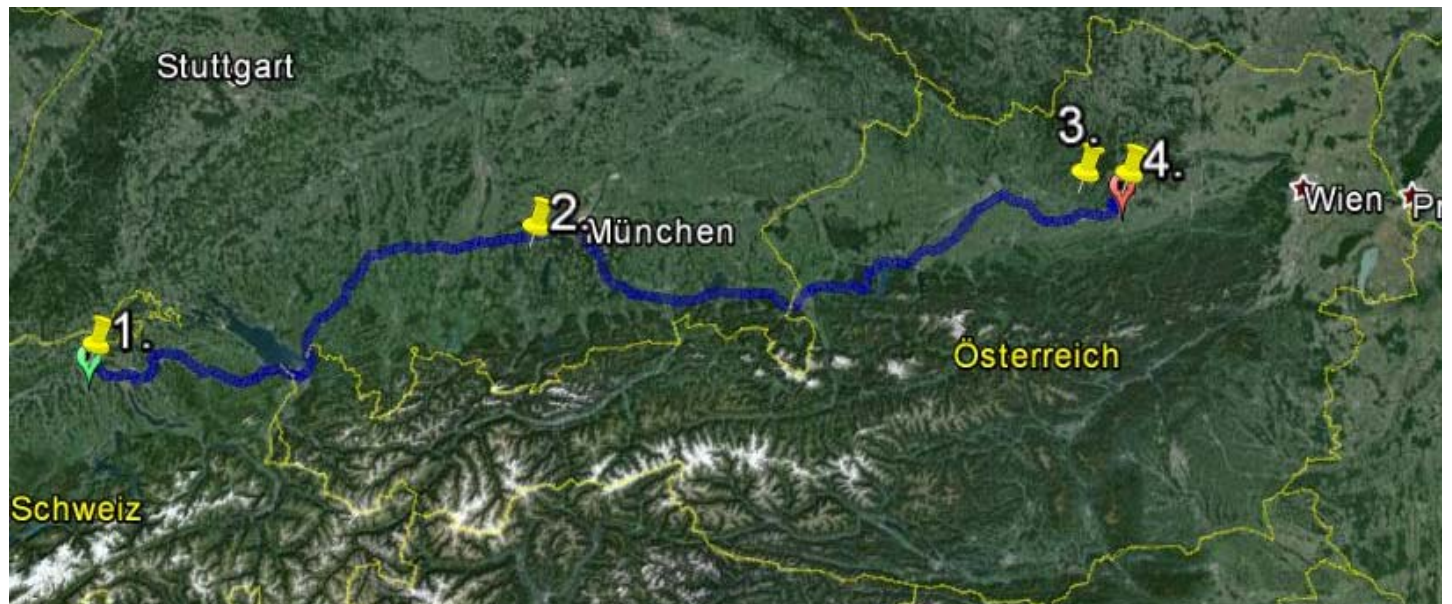 Stuttgart
3.
4.
Wien
Pr
2.
München
1.
Österreich
Schweiz